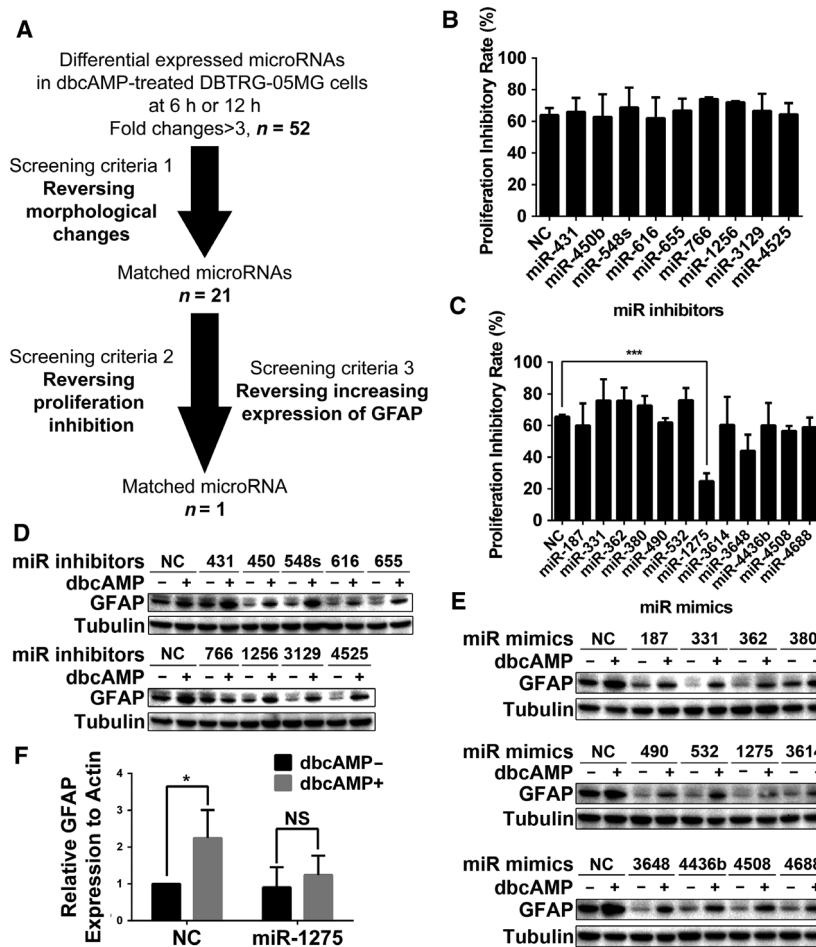 A
Differential expressed microRNAs
in dbcAMP-treated DBTRG-05MG cells
at 6 h or 12 h
Fold changes>3, n = 52
Screening criteria 1
Reversing
morphological
changes
Matched microRNAs
n = 21
Screening criteria 2
Reversing
proliferation
inhibition
Screening criteria 3
Reversing increasing
expression of GFAP
Matched microRNA
n = 1
B
Proliferation Inhibitory Rate (%)
100
80
60
40
20
0
NC
miR-431
miR-450b
miR-548s
miR-616
miR-655
miR-766
miR-1256
miR-3129
miR-4525
miR inhibitors
C
Proliferation Inhibitory Rate (%)
100
80
60
40
20
0
***
NC
miR-187
miR-331
miR-362
miR-380
miR-490
miR-532
miR-1275
miR-3614
miR-3648
miR-4436b
miR-4508
miR-4688
miR mimics
D
miR inhibitors NC 431 450 548s 616 655
dbcAMP – + – + – + – + – + – +
GFAP
Tubulin
miR inhibitors NC 766 1256 3129 4525
dbcAMP – + – + – + – + – +
GFAP
Tubulin
E
miR mimics NC 187 331 362 380
dbcAMP – + – + – + – + – +
GFAP
Tubulin
miR mimics NC 490 532 1275 3614
dbcAMP – + – + – + – + – +
GFAP
Tubulin
miR mimics NC 3648 4436b 4508 4688
dbcAMP – + – + – + – + – +
GFAP
Tubulin
F
Relative GFAP
Expression to Actin
4
3
2
1
0
*
NS
dbcAMP–
dbcAMP+
NC
miR-1275